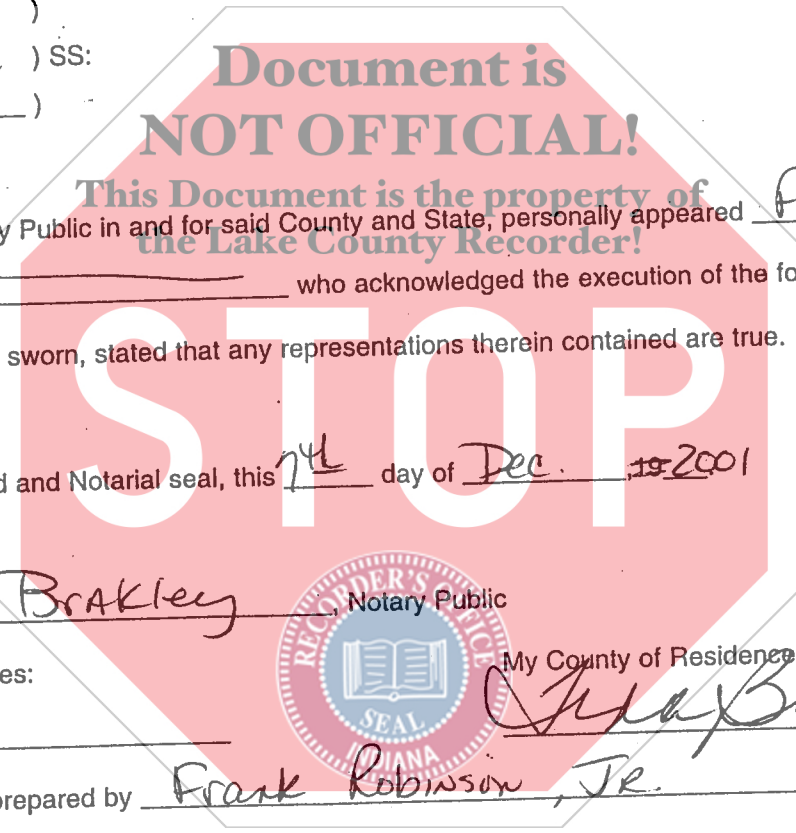 )
) SS:
)
Document is
NOT OFFICIAL!
This Document is the property of
the Lake County Recorder!
y Public in and for said County and State, personally appeared
who acknowledged the execution of the fo
sworn, stated that any representations therein contained are true.
STOP
d and Notarial seal, this 7th day of Dec. , 19 2001
Brakley, Notary Public
RECORDER'S OFFICE
SEAL
INDIANA
es:
My County of Residence
prepared by Frank Robinson, JR.